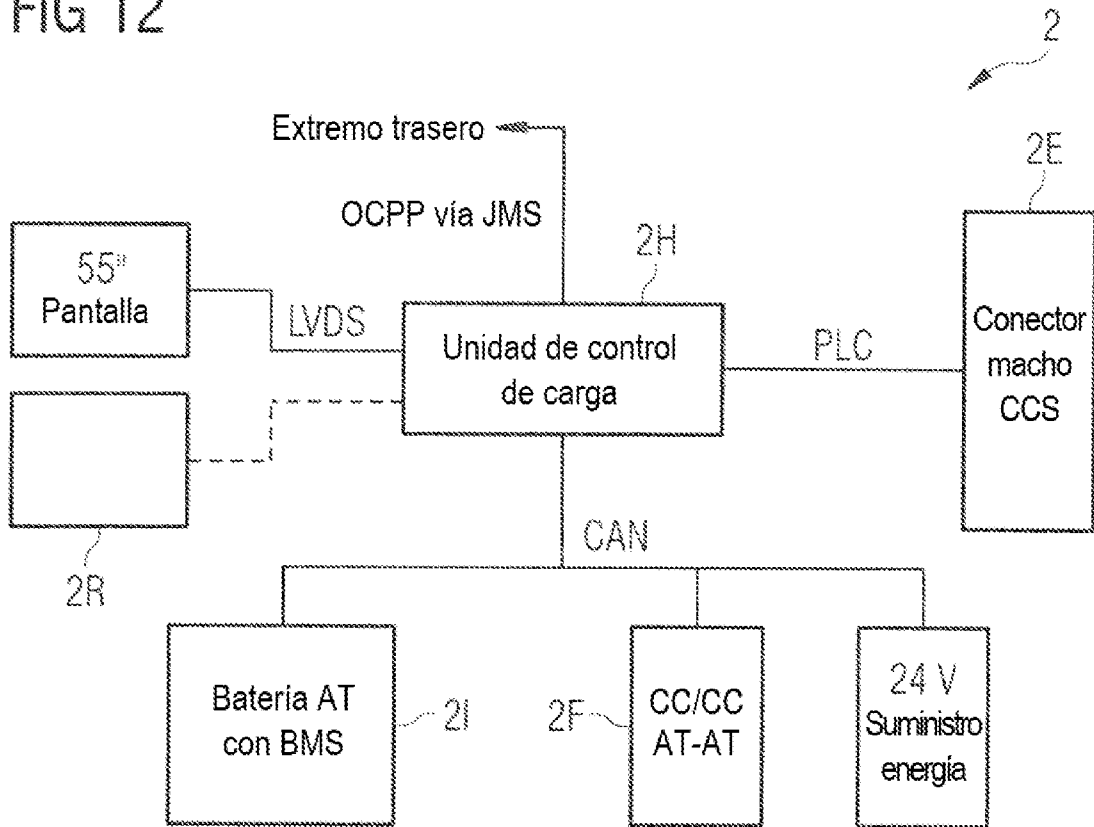 FIG 12
2
Extremo trasero
2E
OCPP vía JMS
2H
55"
Pantalla
LVDS
Unidad de control
de carga
PLC
Conector
macho
CCS
2R
CAN
Bateria AT
con BMS
2I
2F
CC/CC
AT-AT
24 V
Suministro
energía